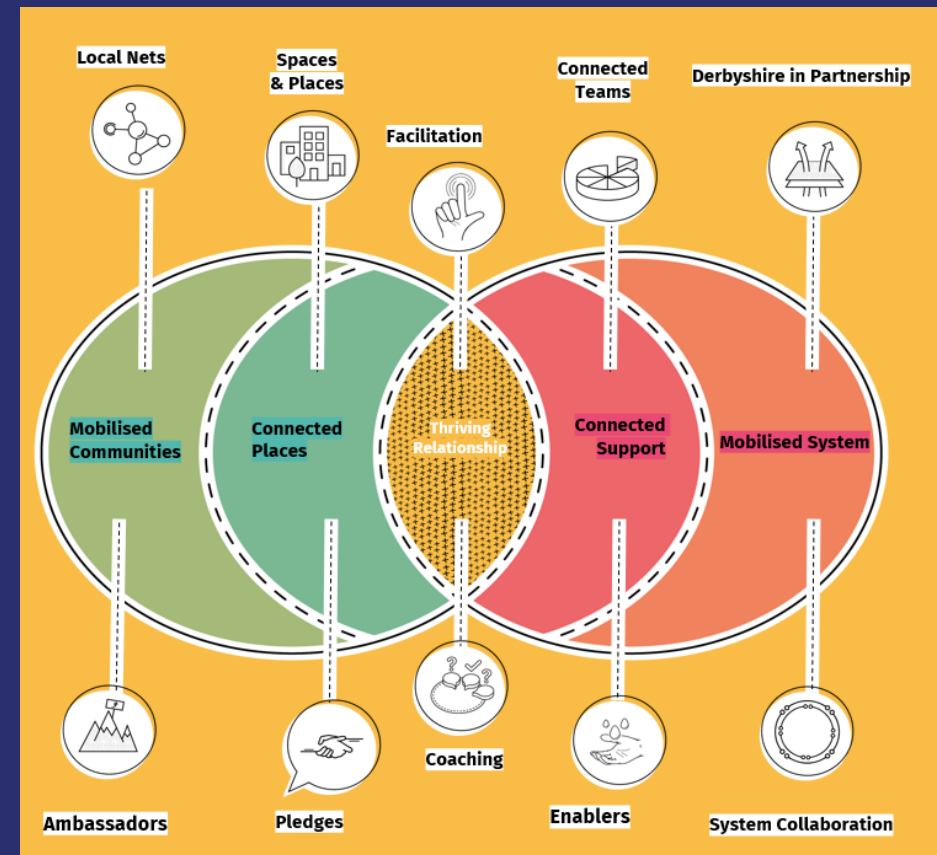 Local Nets
Spaces
& Places
Connected
Teams
Derbyshire in Partnership
Facilitation
Mobilised
Communities
Connected
Places
Thriving
Relationship
Connected
Support
Mobilised System
? ?
Coaching
Ambassadors
Pledges
Enablers
System Collaboration